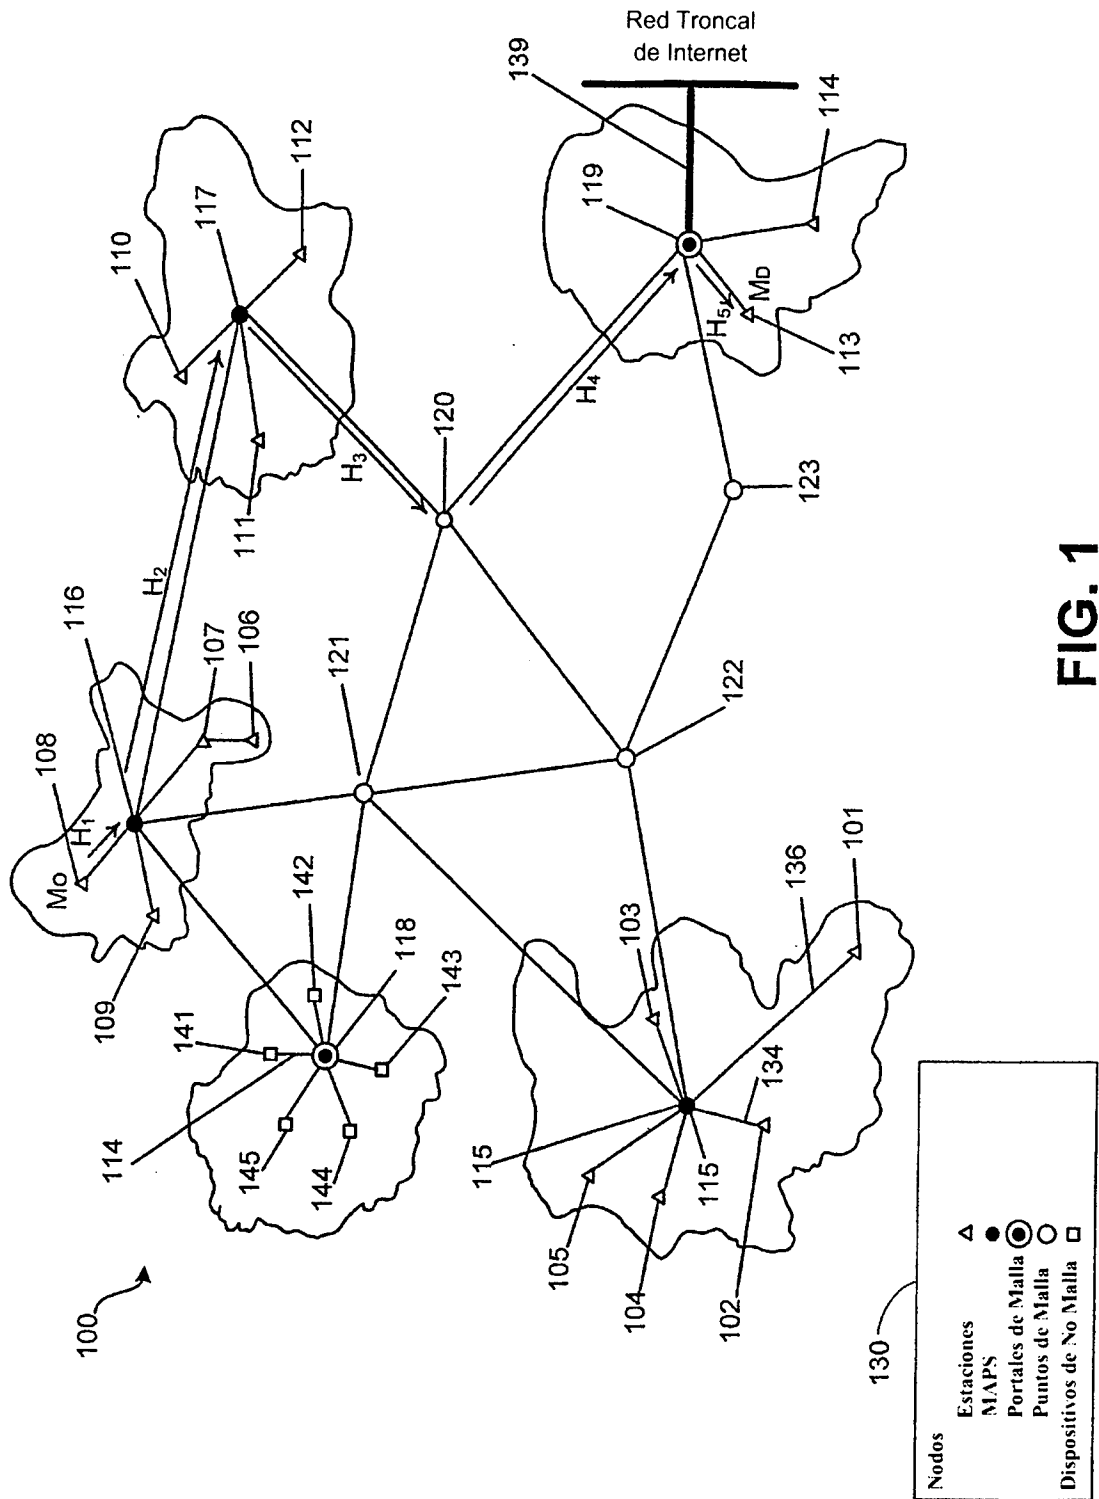 Red Troncal
de Internet
139
114
119
112
117
110
H5
MD
113
H4
120
H3
111
123
H2
116
107
106
121
108
H1
Mo
122
142
109
118
143
141
103
136
101
114
145
144
134
115
115
105
104
102
100
130
Nodos
Estaciones
MAPS
Portales de Malla
Puntos de Malla
Dispositivos de No Malla
FIG. 1